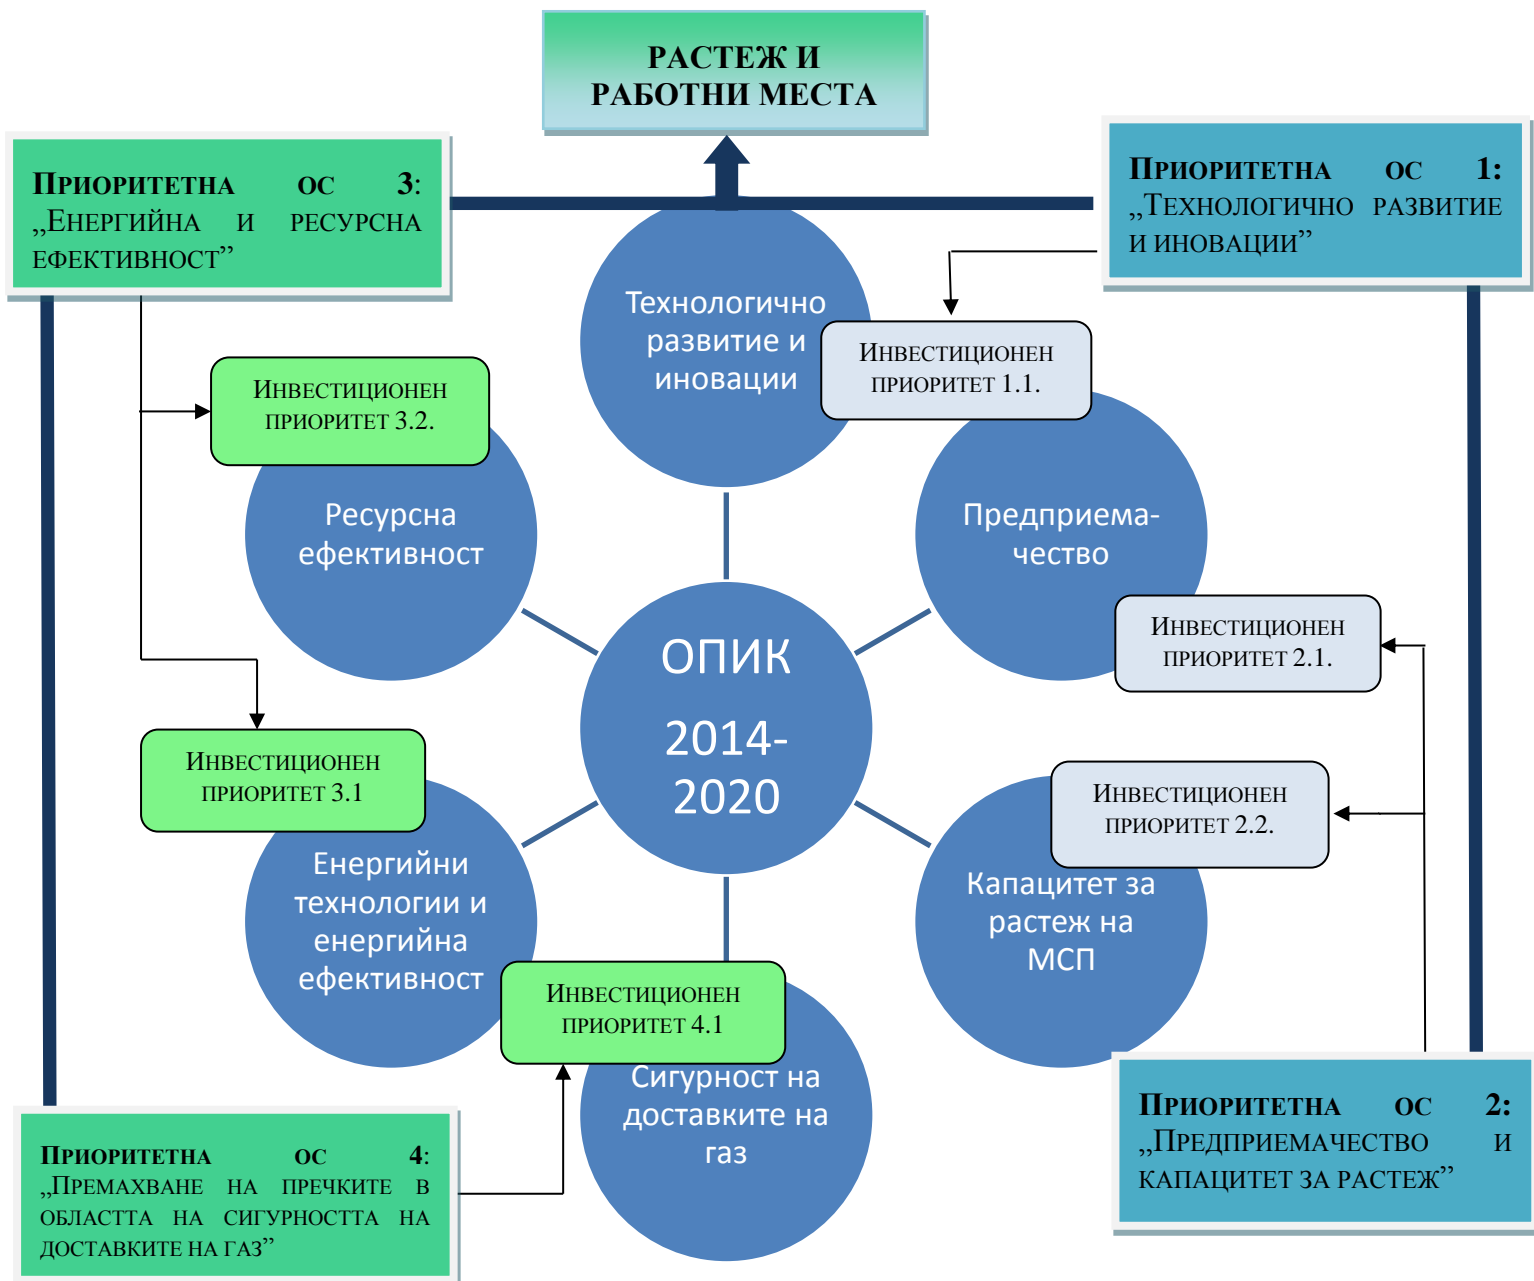 РАСТЕЖ И
РАБОТНИ МЕСТА
ПРИОРИТЕТНА ОС 3:
„ЕНЕРГИЙНА И РЕСУРСНА
ЕФЕКТИВНОСТ”
ПРИОРИТЕТНА ОС 1:
„ТЕХНОЛОГИЧНО РАЗВИТИЕ
И ИНОВАЦИИ”
Технологично
развитие и
иновации
ИНВЕСТИЦИОНЕН
ПРИОРИТЕТ 1.1.
ИНВЕСТИЦИОНЕН
ПРИОРИТЕТ 3.2.
Ресурсна
ефективност
Предприема-
чество
ИНВЕСТИЦИОНЕН
ПРИОРИТЕТ 2.1.
ОПИК
2014-
2020
ИНВЕСТИЦИОНЕН
ПРИОРИТЕТ 3.1
ИНВЕСТИЦИОНЕН
ПРИОРИТЕТ 2.2.
Енергийни
технологии и
енергийна
ефективност
Капацитет за
растеж на
МСП
ИНВЕСТИЦИОНЕН
ПРИОРИТЕТ 4.1
Сигурност на
доставките на
газ
ПРИОРИТЕТНА ОС 4:
„ПРЕМАХВАНЕ НА ПРЕЧКИТЕ В
ОБЛАСТТА НА СИГУРНОСТТА НА
ДОСТАВКИТЕ НА ГАЗ”
ПРИОРИТЕТНА ОС 2:
„ПРЕДПРИЕМАЧЕСТВО И
КАПАЦИТЕТ ЗА РАСТЕЖ”